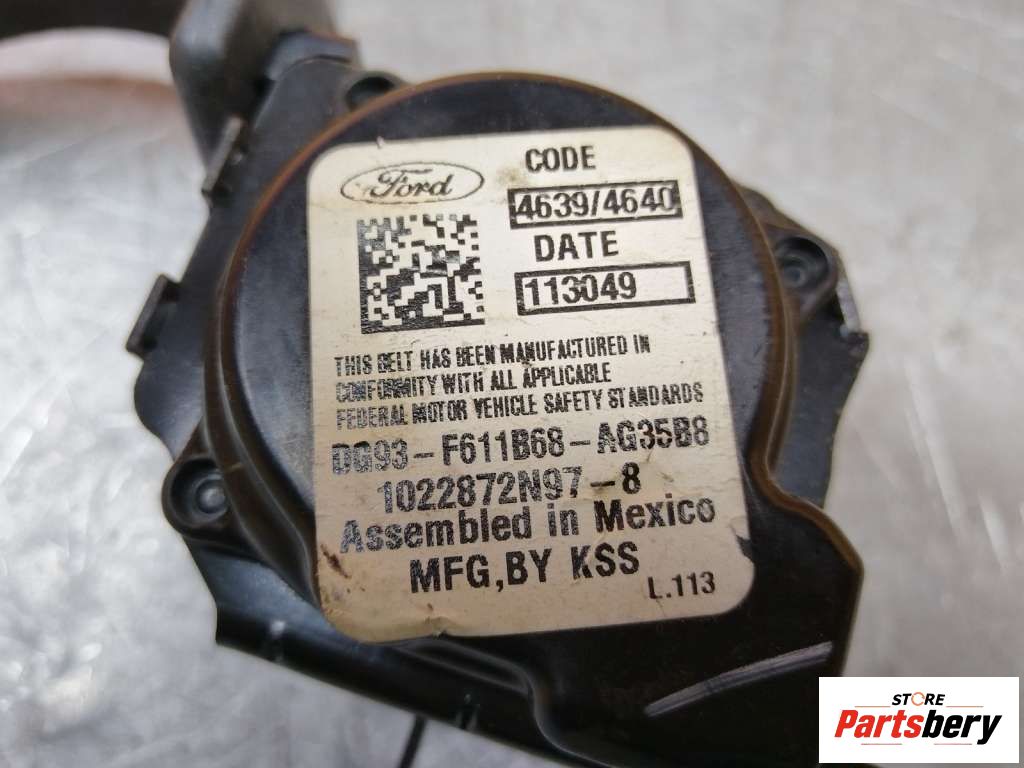 Ford
CODE
4639/4640
DATE
113049
THIS BELT HAS BEEN MANUFACTURED IN
CONFORMITY WITH ALL APPLICABLE
FEDERAL MOTOR VEHICLE SAFETY STANDARDS
DG93-F611B68-AG35B8
1022872N97-8
Assembled in Mexico
MFG,BY KSS
L.113
STORE
Partsbery